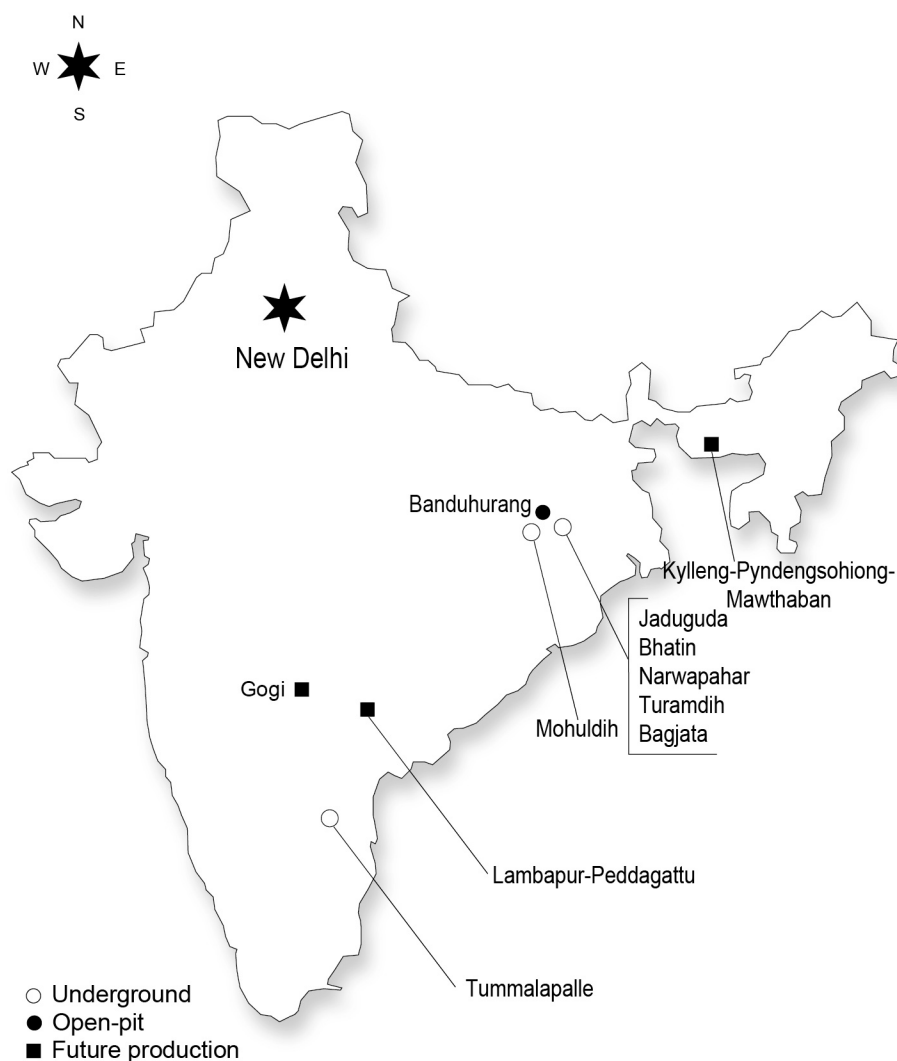 N
W E
S
New Delhi
Banduhurang
Kylleng-Pyndengsohiong-
Mawthaban
Jaduguda
Bhatin
Narwapahar
Turamdih
Bagjata
Gogi
Mohuldih
Lambapur-Peddagattu
Tummalapalle
Underground
Open-pit
Future production